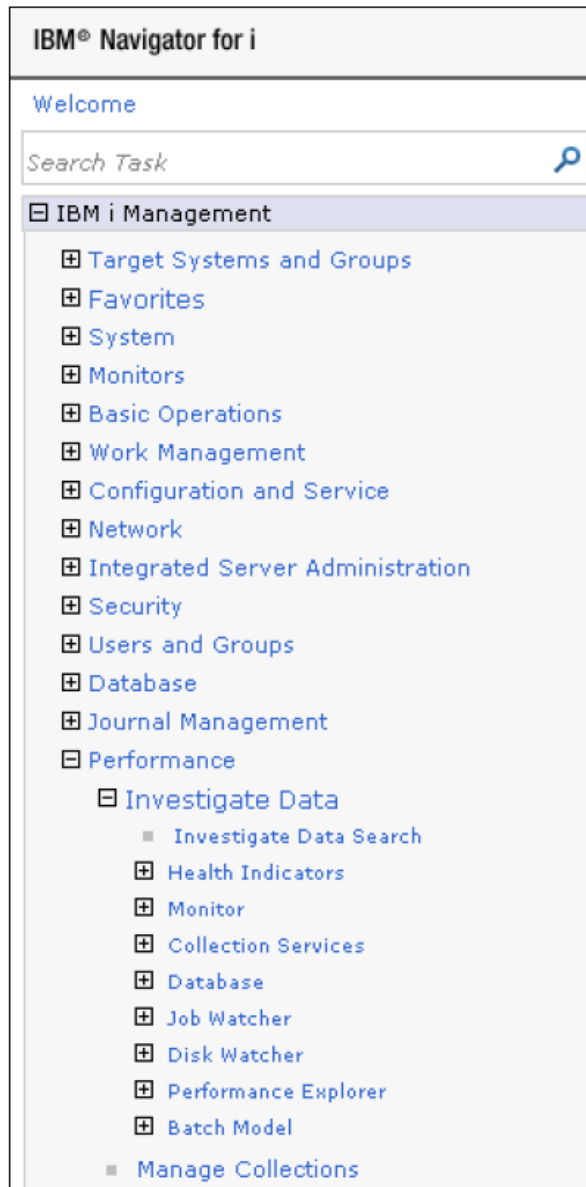 IBM® Navigator for i
Welcome
Search Task
IBM i Management
Target Systems and Groups
Favorites
System
Monitors
Basic Operations
Work Management
Configuration and Service
Network
Integrated Server Administration
Security
Users and Groups
Database
Journal Management
Performance
Investigate Data
Investigate Data Search
Health Indicators
Monitor
Collection Services
Database
Job Watcher
Disk Watcher
Performance Explorer
Batch Model
Manage Collections